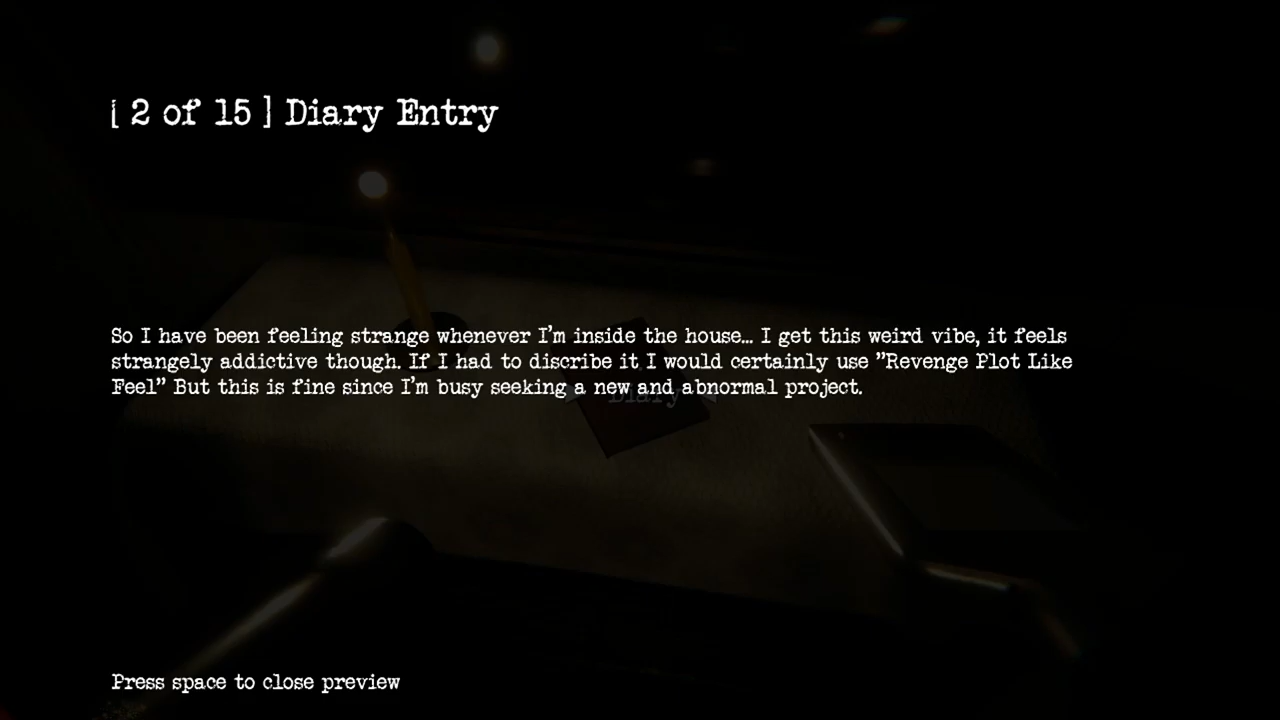 [ 2 of 15 ] Diary Entry
So I have been feeling strange whenever I'm inside the house... I get this weird vibe, it feels
strangely addictive though. If I had to discribe it I would certainly use "Revenge Plot Like
Feel" But this is fine since I'm busy seeking a new and abnormal project.
Diary
Press space to close preview